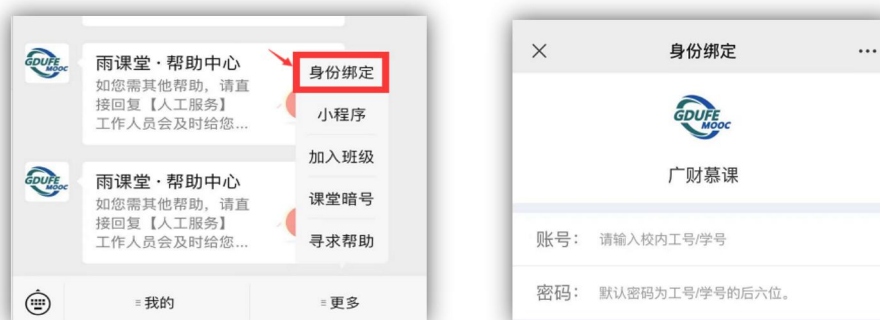 GDUFE
MOOC
雨课堂·帮助中心
如您需其他帮助，请直
接回复【人工服务】
工作人员会及时给您...
GDUFE
MOOC
雨课堂·帮助中心
如您需其他帮助，请直
接回复【人工服务】
工作人员会及时给您...
身份绑定
小程序
加入班级
课堂暗号
寻求帮助
我的
更多
身份绑定
GDUFE
MOOC
广财慕课
账号： 请输入校内工号/学号
密码： 默认密码为工号/学号的后六位。